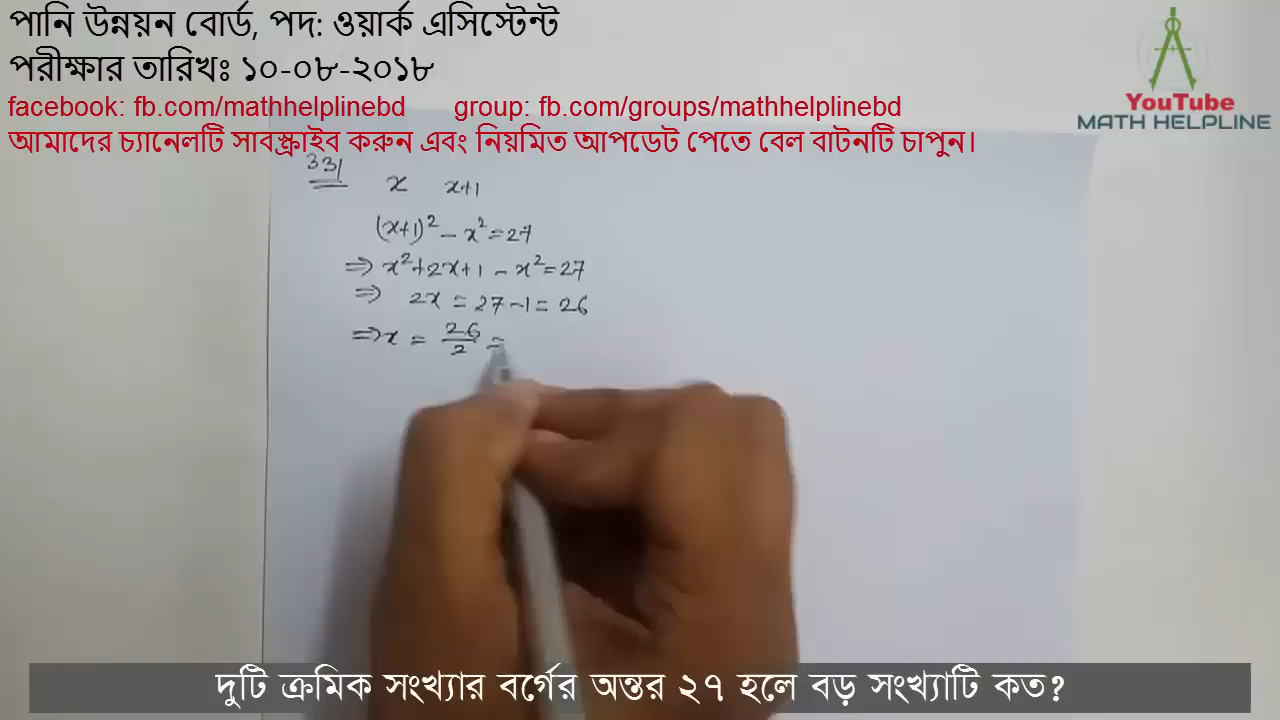 পানি উন্নয়ন বোর্ড, পদ: ওয়ার্ক এসিস্টেন্ট
পরীক্ষার তারিখঃ ১০-০৮-২০১৮
facebook: fb.com/mathhelplinebd group: fb.com/groups/mathhelplinebd
YouTube
MATH HELPLINE
আমাদের চ্যানেলটি সাবস্ক্রাইব করুন এবং নিয়মিত আপডেট পেতে বেল বাটনটি চাপুন।
33। x x+1
(x+1)² - x² = 27
⇒ x² + 2x + 1 - x² = 27
⇒ 2x = 27 - 1 = 26
⇒ x = 26/2 =
দুটি ক্রমিক সংখ্যার বর্গের অন্তর ২৭ হলে বড় সংখ্যাটি কত?